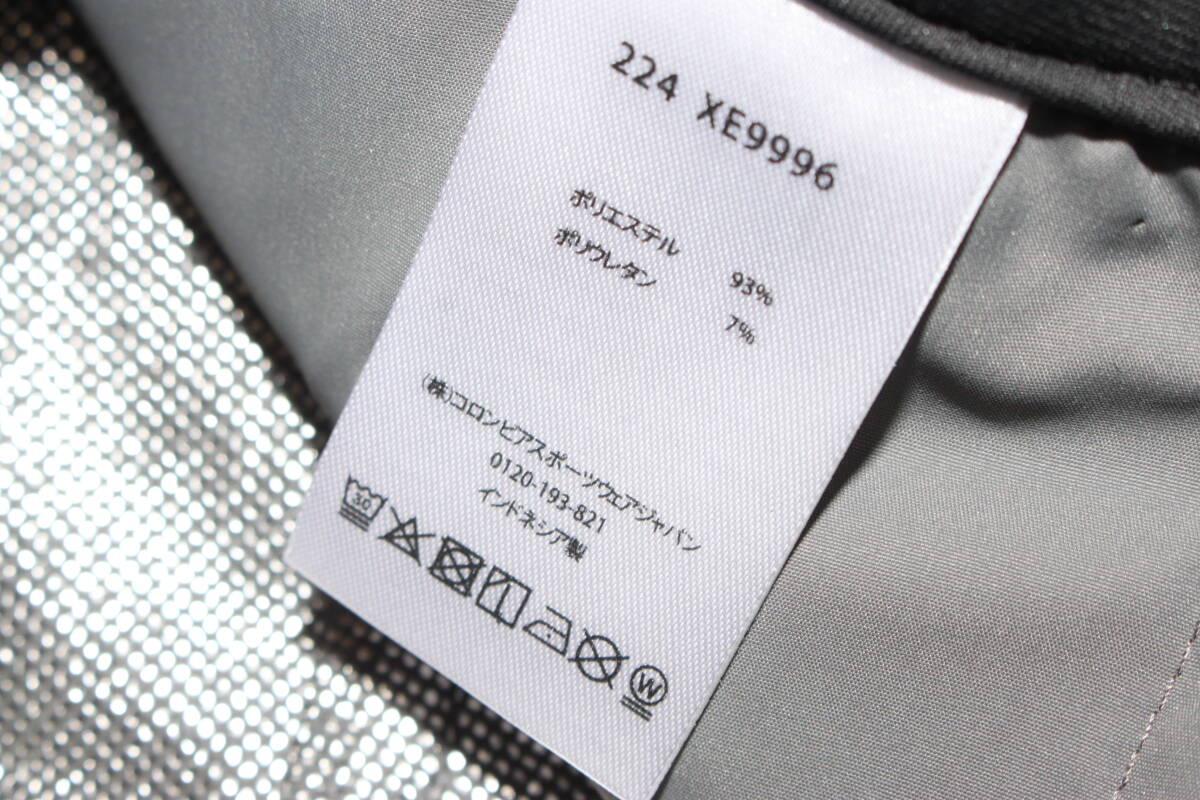 224 XE9996
ポリエステル 93%
ポリウレタン 7%
(株)コロンビアスポーツウェアジャパン
0120-193-821
インドネシア製
30
W